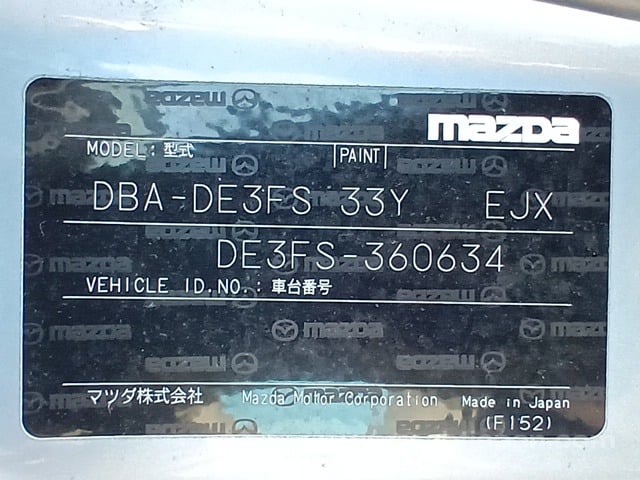 mazda
MODEL: 型式 |PAINT|
DBA-DE3FS 33Y EJX
DE3FS-360634
VEHICLE ID.NO.: 車台番号
マツダ株式会社 Mazda Motor Corporation Made in Japan
(F152)